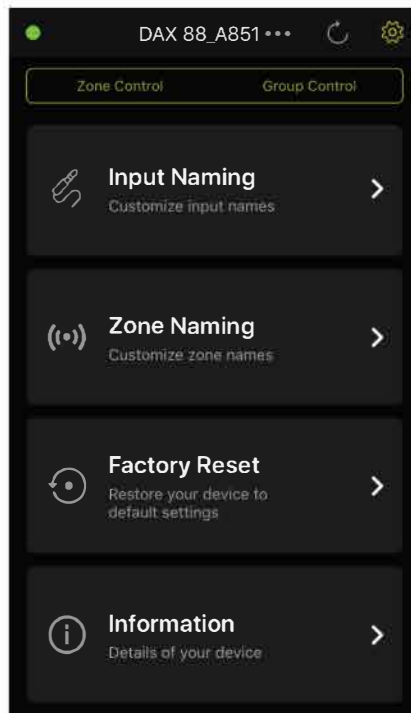 DAX 88_A851•••
Zone Control Group Control
Input Naming
Customize input names
Zone Naming
Customize zone names
Factory Reset
Restore your device to
default settings
Information
Details of your device